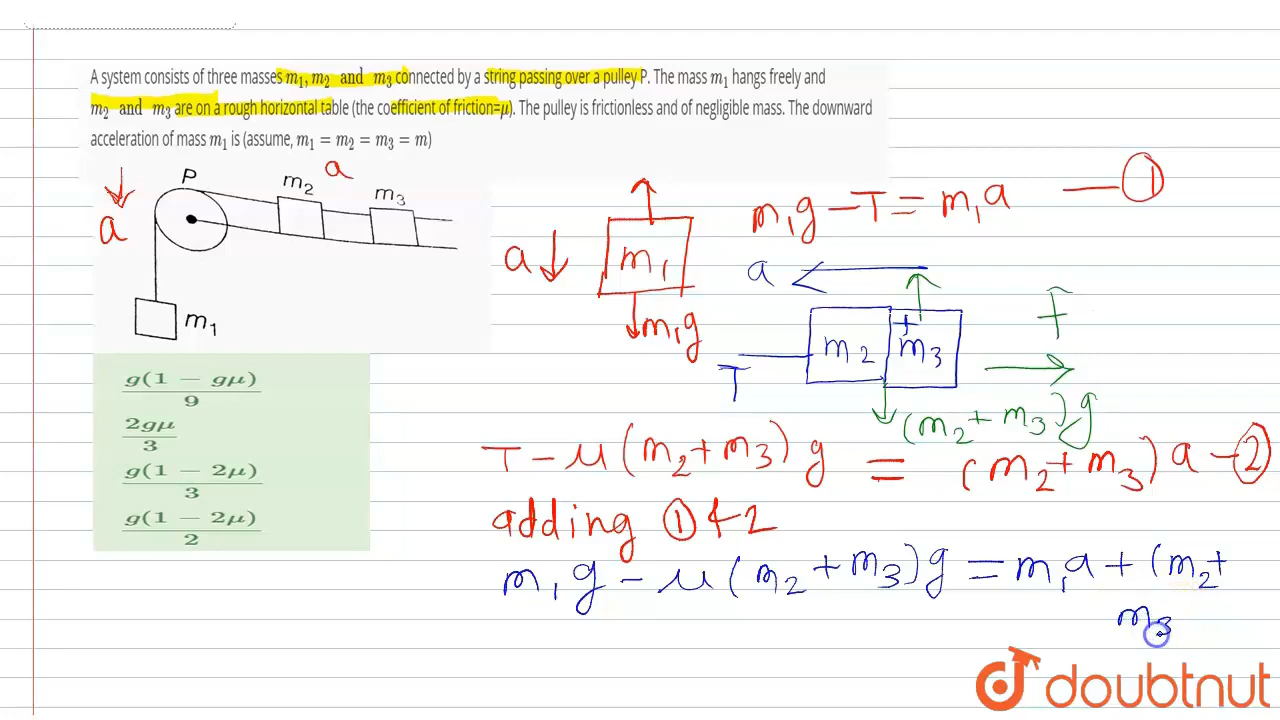 A system consists of three masses m₁, m₂ and m₃ connected by a string passing over a pulley P. The mass m₁ hangs freely and
m₂ and m₃ are on a rough horizontal table (the coefficient of friction=μ). The pulley is frictionless and of negligible mass. The downward
acceleration of mass m₁ is (assume, m₁ = m₂ = m₃ = m)
P
m₂
a
m₃
a
m₁
g(1 − gμ)/9
2gμ/3
g(1 − 2μ)/3
g(1 − 2μ)/2
a
m₁
m₁g
m₁g − T = m₁a — ①
a
T
m₂ + m₃
f
(m₂+m₃)g
T − μ(m₂+m₃)g = (m₂+m₃)a − ②
adding ① & 2
m₁g − μ(m₂+m₃)g = m₁a + (m₂+
m₃
doubtnut